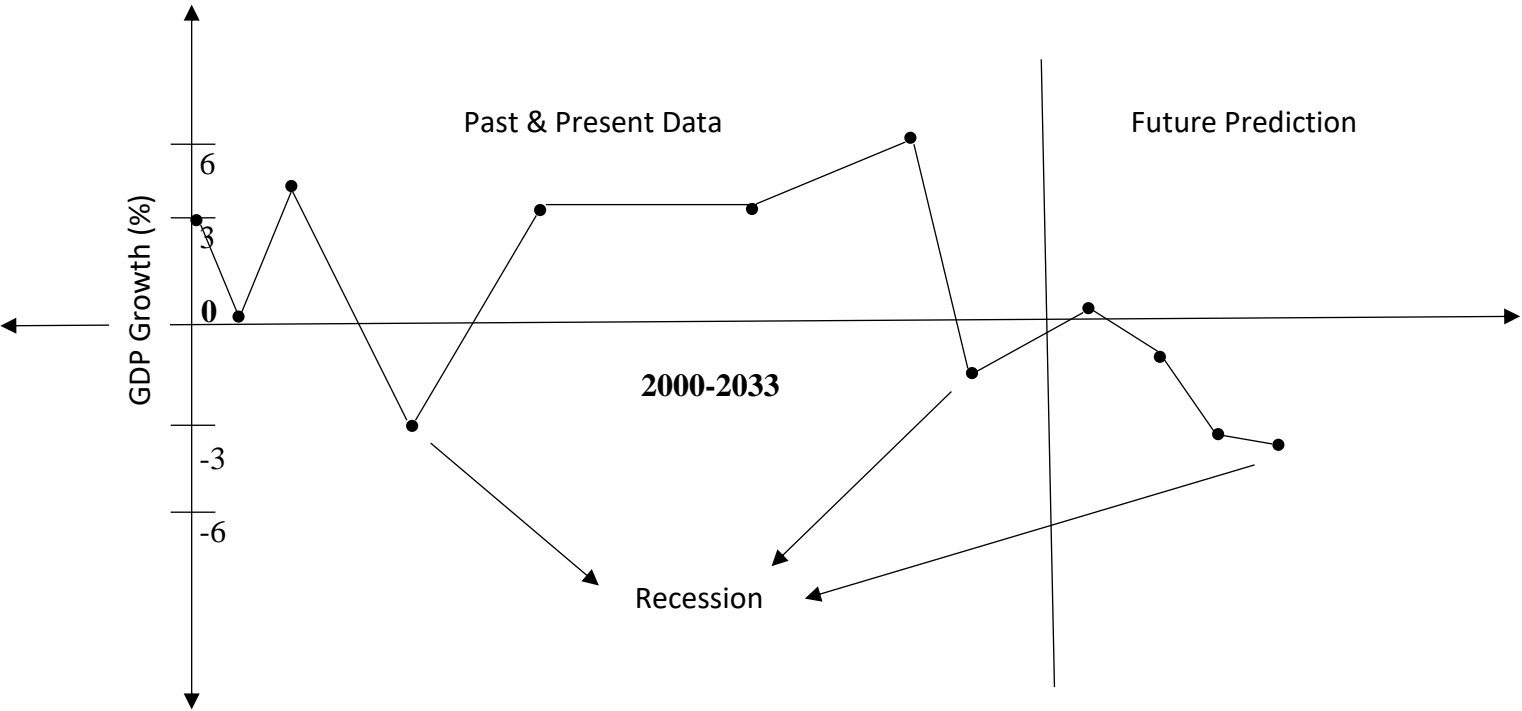 Past & Present Data
Future Prediction
6
3
GDP Growth (%)
0
2000-2033
-3
-6
Recession